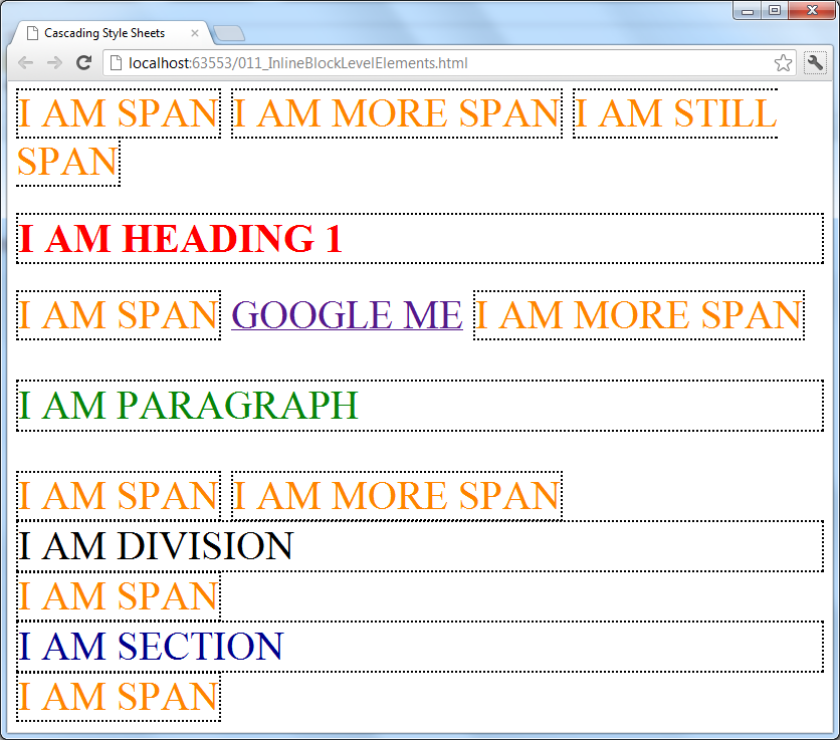 Cascading Style Sheets
localhost:63553/011_InlineBlockLevelElements.html
I AM SPAN I AM MORE SPAN I AM STILL
SPAN
I AM HEADING 1
I AM SPAN GOOGLE ME I AM MORE SPAN
I AM PARAGRAPH
I AM SPAN I AM MORE SPAN
I AM DIVISION
I AM SPAN
I AM SECTION
I AM SPAN